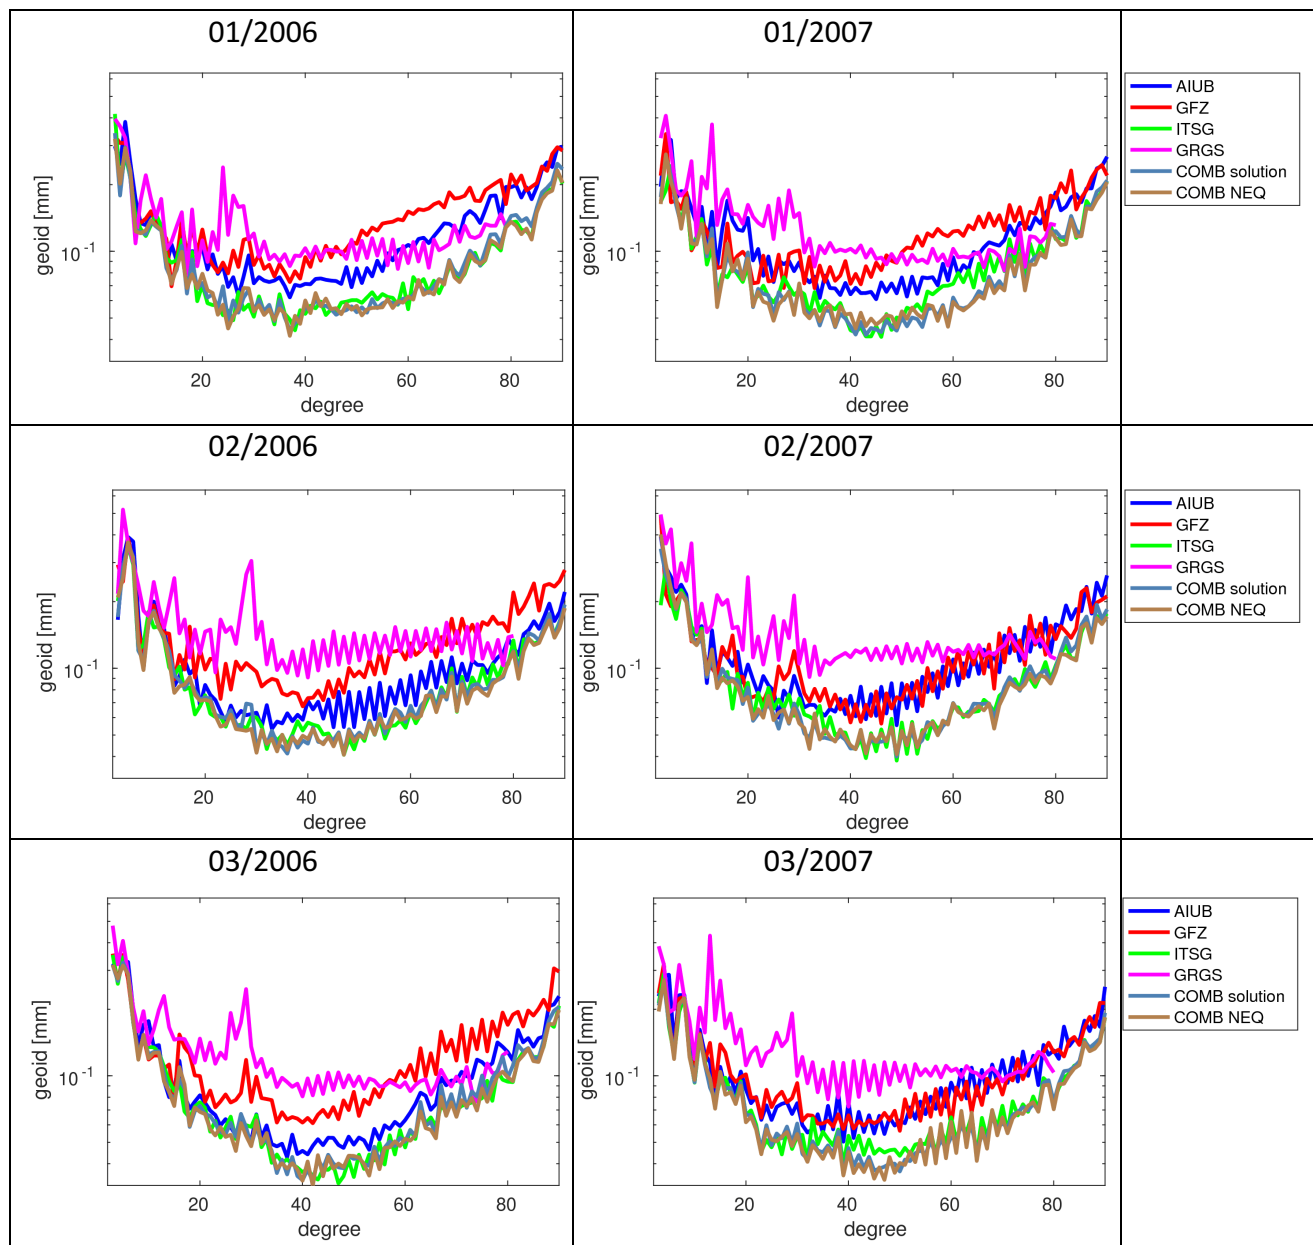 01/2006
geoid [mm]
10-1
20
40
60
80
degree
01/2007
geoid [mm]
10-1
20
40
60
80
degree
AIUB
GFZ
ITSG
GRGS
COMB solution
COMB NEQ
02/2006
geoid [mm]
10-1
20
40
60
80
degree
02/2007
geoid [mm]
10-1
20
40
60
80
degree
AIUB
GFZ
ITSG
GRGS
COMB solution
COMB NEQ
03/2006
geoid [mm]
10-1
20
40
60
80
degree
03/2007
geoid [mm]
10-1
20
40
60
80
degree
AIUB
GFZ
ITSG
GRGS
COMB solution
COMB NEQ